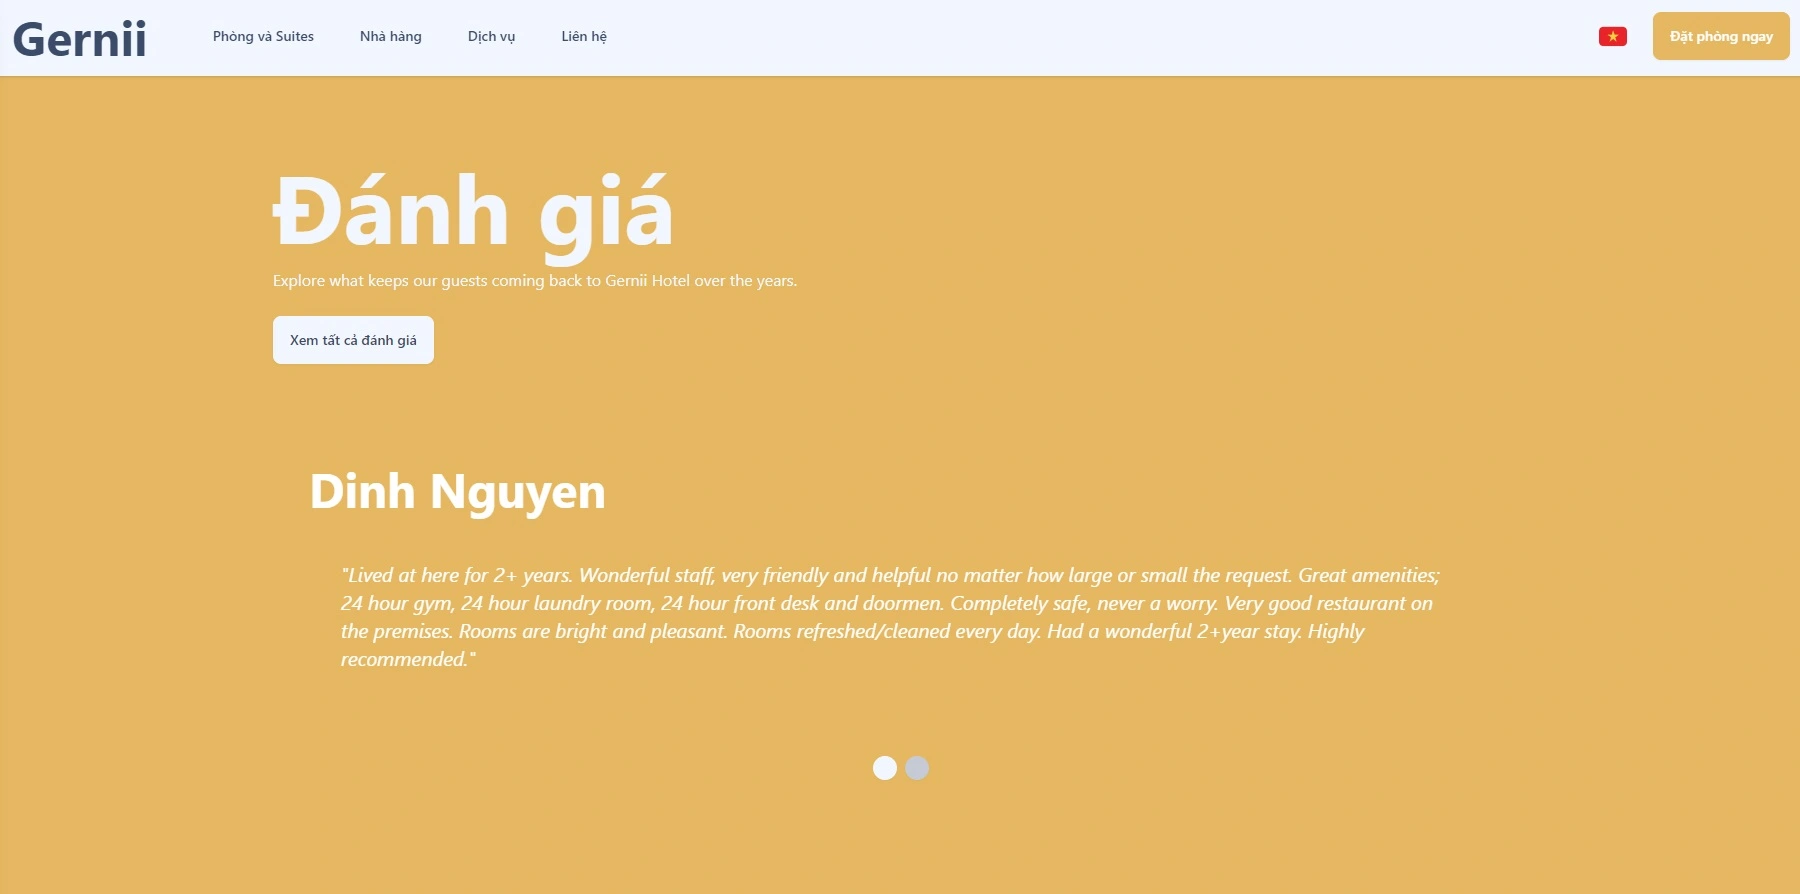 Gernii
Phòng và Suites
Nhà hàng
Dịch vụ
Liên hệ
Đặt phòng ngay
Đánh giá
Explore what keeps our guests coming back to Gernii Hotel over the years.
Xem tất cả đánh giá
Dinh Nguyen
"Lived at here for 2+ years. Wonderful staff, very friendly and helpful no matter how large or small the request. Great amenities;
24 hour gym, 24 hour laundry room, 24 hour front desk and doormen. Completely safe, never a worry. Very good restaurant on
the premises. Rooms are bright and pleasant. Rooms refreshed/cleaned every day. Had a wonderful 2+year stay. Highly
recommended."